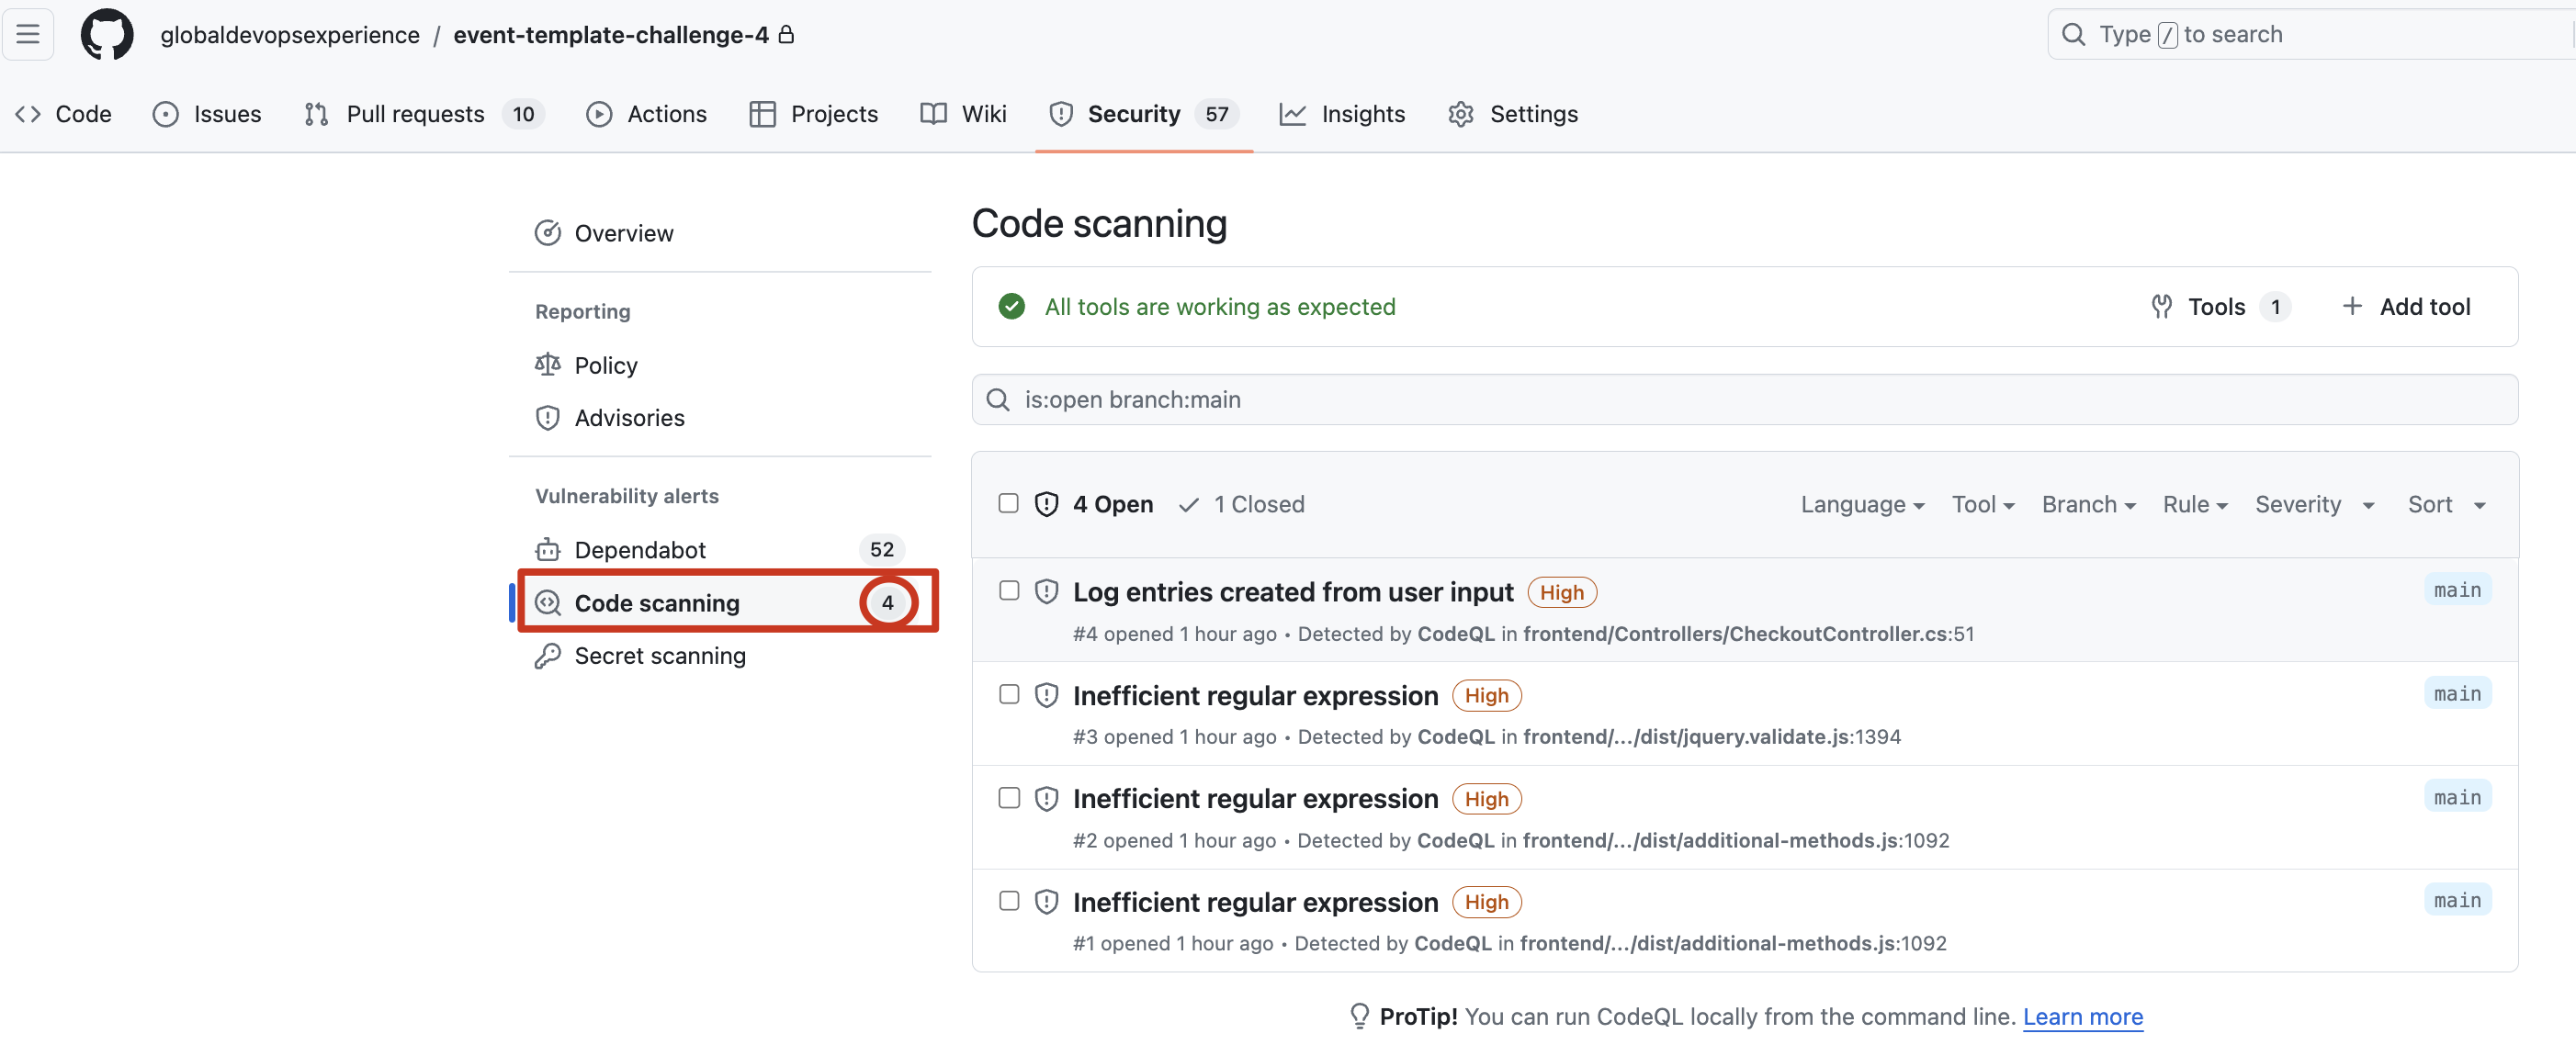 globaldevopsexperience / event-template-challenge-4
Type / to search
Code Issues Pull requests 10 Actions Projects Wiki Security 57 Insights Settings
Overview
Reporting
Policy
Advisories
Vulnerability alerts
Dependabot 52
Code scanning 4
Secret scanning
Code scanning
All tools are working as expected Tools 1 Add tool
is:open branch:main
4 Open 1 Closed Language Tool Branch Rule Severity Sort
Log entries created from user input High main
#4 opened 1 hour ago • Detected by CodeQL in frontend/Controllers/CheckoutController.cs:51
Inefficient regular expression High main
#3 opened 1 hour ago • Detected by CodeQL in frontend/.../dist/jquery.validate.js:1394
Inefficient regular expression High main
#2 opened 1 hour ago • Detected by CodeQL in frontend/.../dist/additional-methods.js:1092
Inefficient regular expression High main
#1 opened 1 hour ago • Detected by CodeQL in frontend/.../dist/additional-methods.js:1092
ProTip! You can run CodeQL locally from the command line. Learn more